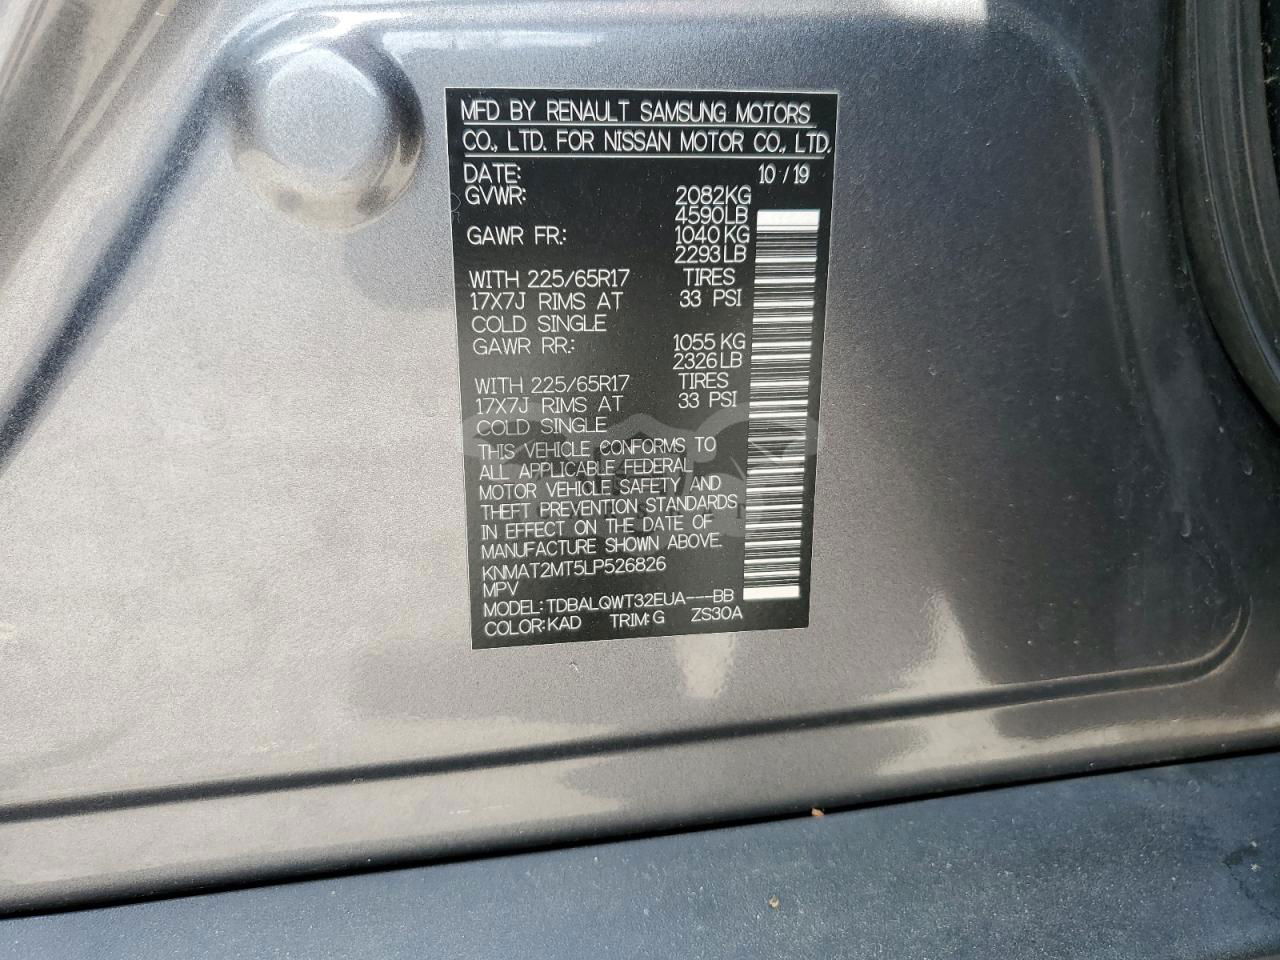 MFD BY RENAULT SAMSUNG MOTORS
CO., LTD. FOR NISSAN MOTOR CO., LTD.
DATE: 10 / 19
GVWR: 2082KG
4590LB
GAWR FR.: 1040KG
2293LB
WITH 225/65R17 TIRES
17X7J RIMS AT 33 PSI
COLD SINGLE
GAWR RR.: 1055KG
2326LB
WITH 225/65R17 TIRES
17X7J RIMS AT 33 PSI
COLD SINGLE
THIS VEHICLE CONFORMS TO
ALL APPLICABLE FEDERAL
MOTOR VEHICLE SAFETY AND
THEFT PREVENTION STANDARDS
IN EFFECT ON THE DATE OF
MANUFACTURE SHOWN ABOVE.
KNMAT2MT5LP526826
MPV
MODEL: TDBALQWT32EUA---BB
COLOR: KAD TRIM: G ZS30A